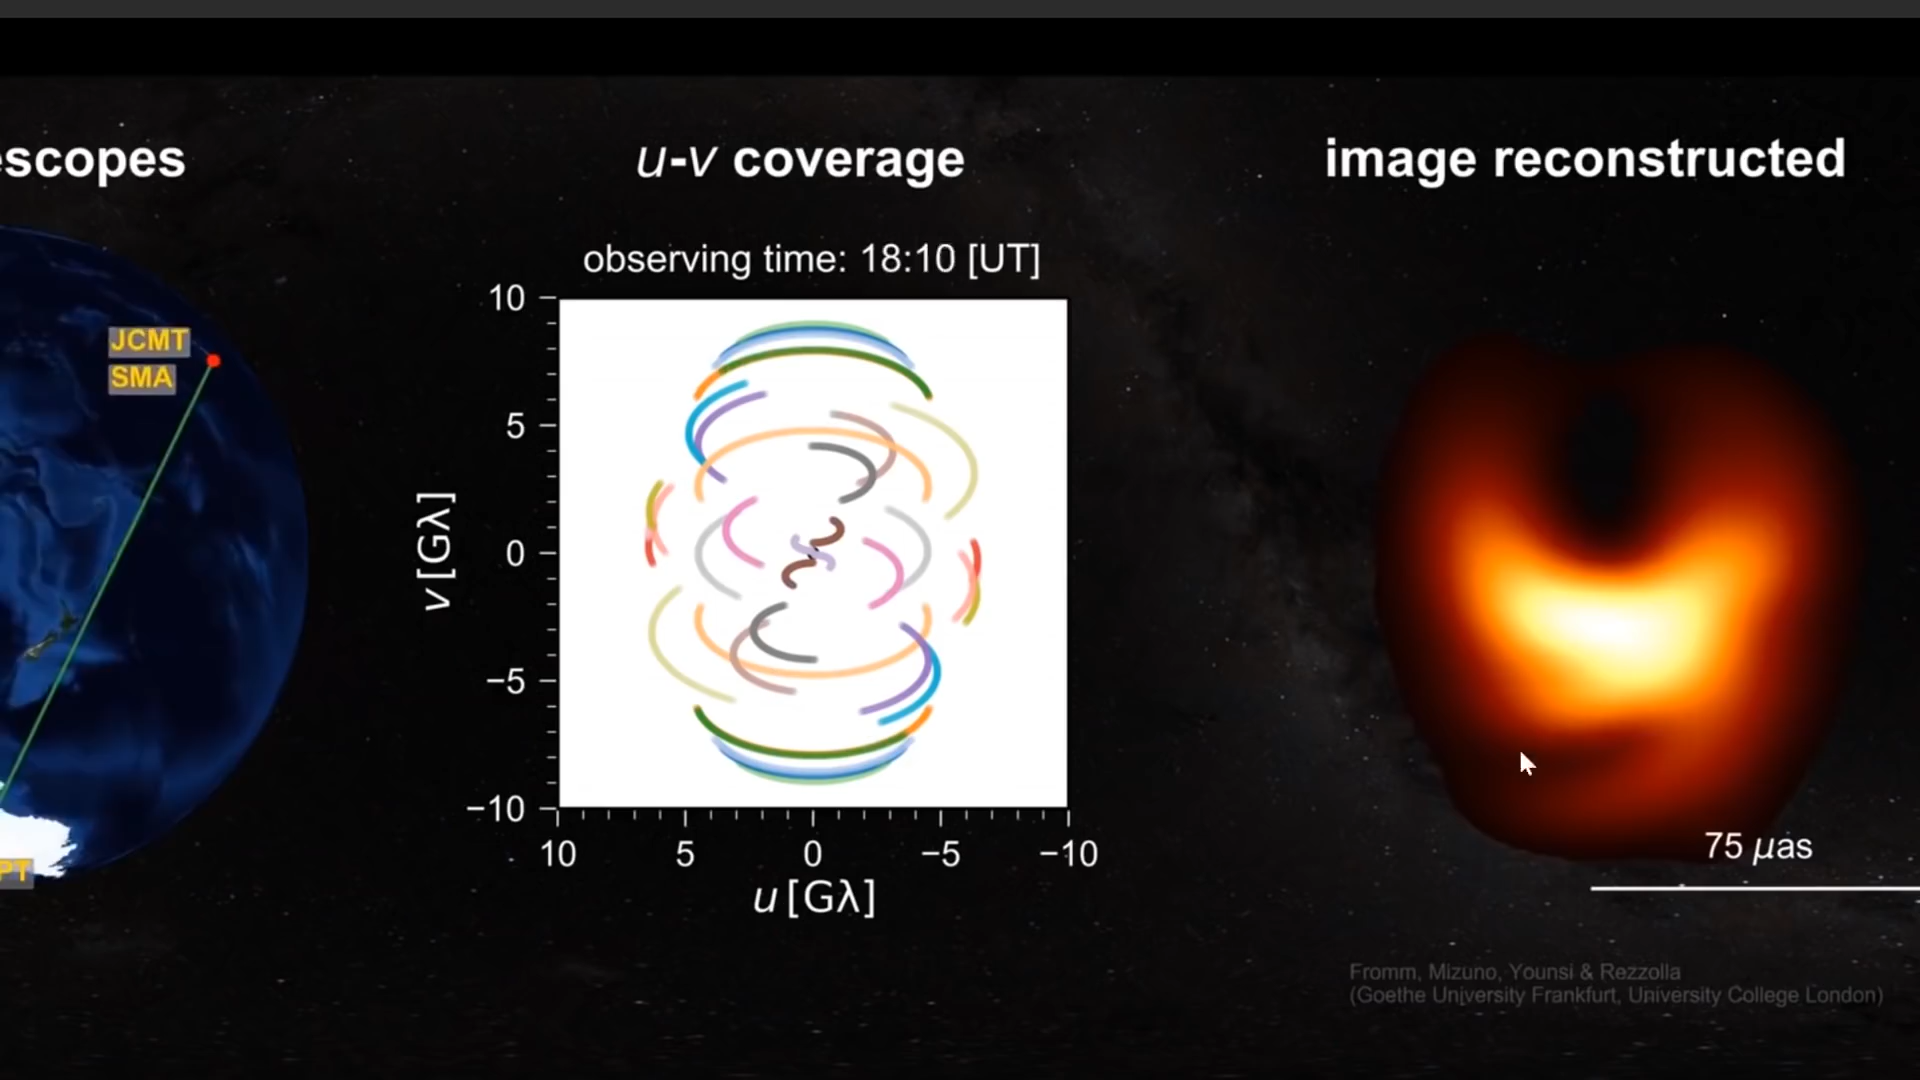 escopes
u-v coverage
image reconstructed
observing time: 18:10 [UT]
JCMT
SMA
PT
10
5
0
−5
−10
v [Gλ]
10 5 0 −5 −10
u [Gλ]
75 μas
Fromm, Mizuno, Younsi & Rezzolla
(Goethe University Frankfurt, University College London)